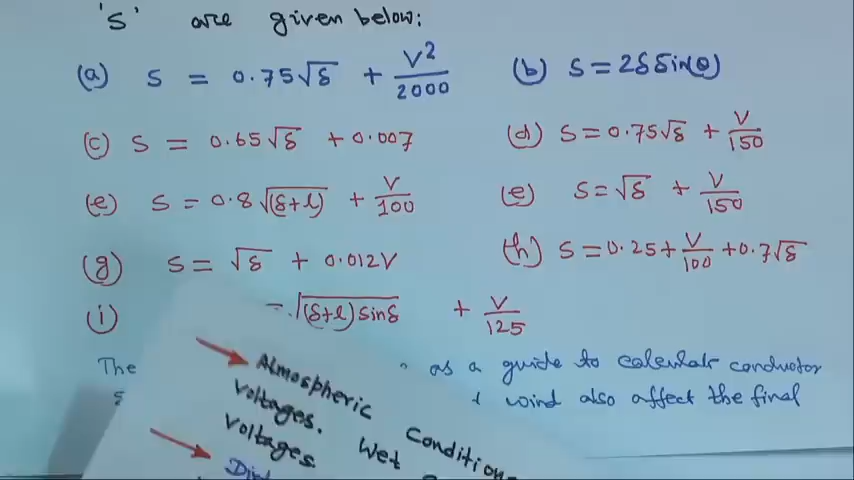 's' are given below:
(a) S = 0.75√δ + V²/2000 (b) S = 2δ Sin(θ)
(c) S = 0.65√δ + 0.007 (d) S = 0.75√δ + V/150
(e) S = 0.8√(δ+l) + V/100 (e) S = √δ + V/150
(g) S = √δ + 0.012V (h) S = 0.25 + V/100 + 0.7√δ
(i) = √(δ+l)sinδ + V/125
The as a guide to calculate conductor
wind also affect the final
→ Atmospheric Condition
voltages. Wet
voltages
→